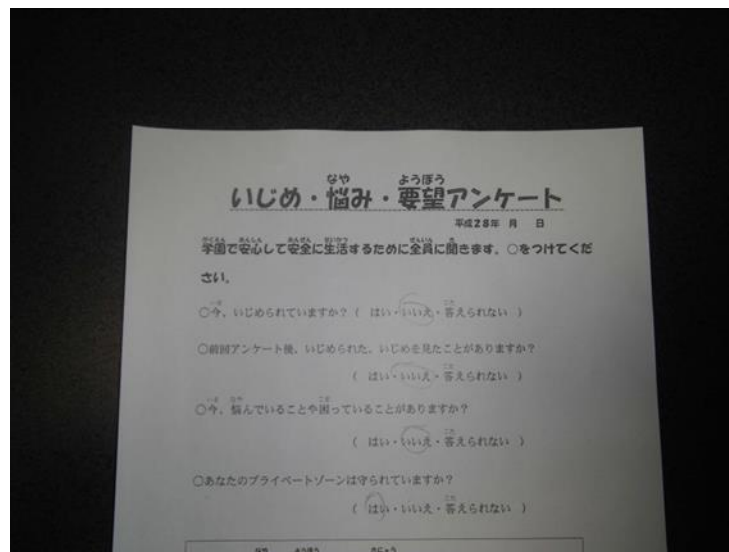 いじめ・悩み・要望アンケート
平成28年 月 日
学園で安心して安全に生活するために全員に聞きます。○をつけてくだ
さい。
○今、いじめられていますか？（ はい・いいえ・答えられない ）
○前回アンケート後、いじめられた、いじめを見たことがありますか？
（ はい・いいえ・答えられない ）
○今、悩んでいることや困っていることがありますか？
（ はい・いいえ・答えられない ）
○あなたのプライベートゾーンは守られていますか？
（ はい・いいえ・答えられない ）